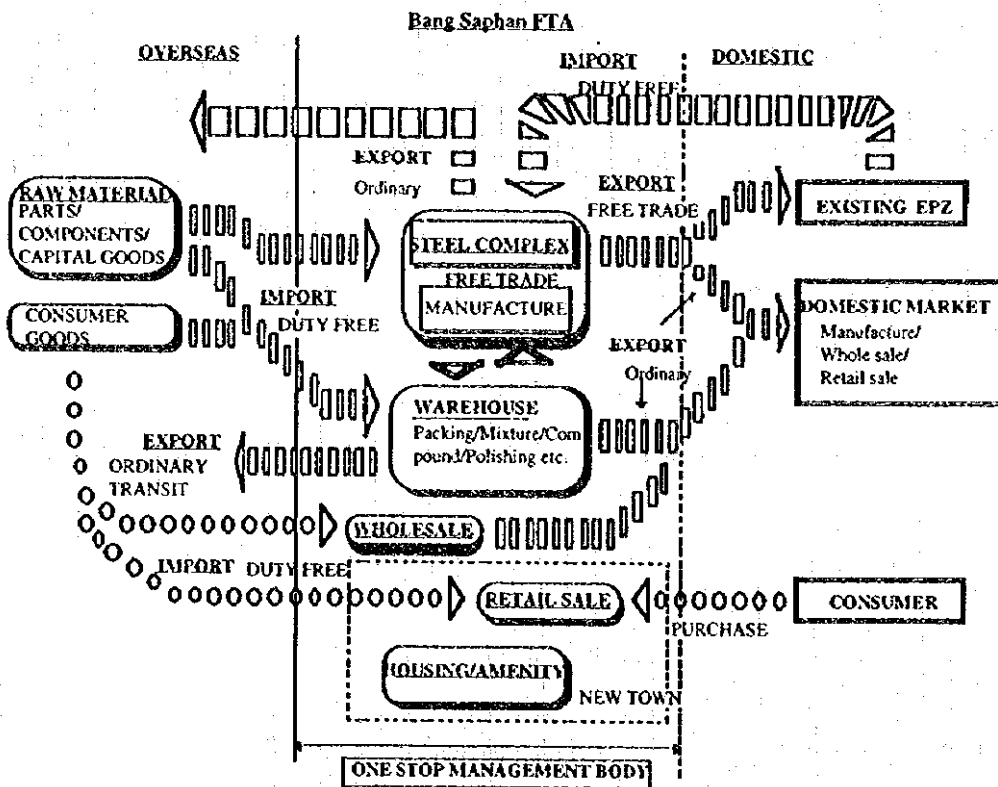 Bang Saphan FTA
OVERSEAS
IMPORT
DUTY FREE
DOMESTIC
EXPORT
Ordinary
EXPORT
FREE TRADE
RAW MATERIAL
PARTS/
COMPONENTS/
CAPITAL GOODS
STEEL COMPLEX
FREE TRADE
MANUFACTURE
EXISTING EPZ
CONSUMER
GOODS
IMPORT
DUTY FREE
DOMESTIC MARKET
Manufacture/
Whole sale/
Retail sale
EXPORT
Ordinary
WAREHOUSE
Packing/Mixture/Com
pound/Polishing etc.
EXPORT
ORDINARY
TRANSIT
WHOLESALE
IMPORT DUTY FREE
RETAIL SALE
CONSUMER
PURCHASE
HOUSING/AMENITY
NEW TOWN
ONE STOP MANAGEMENT BODY